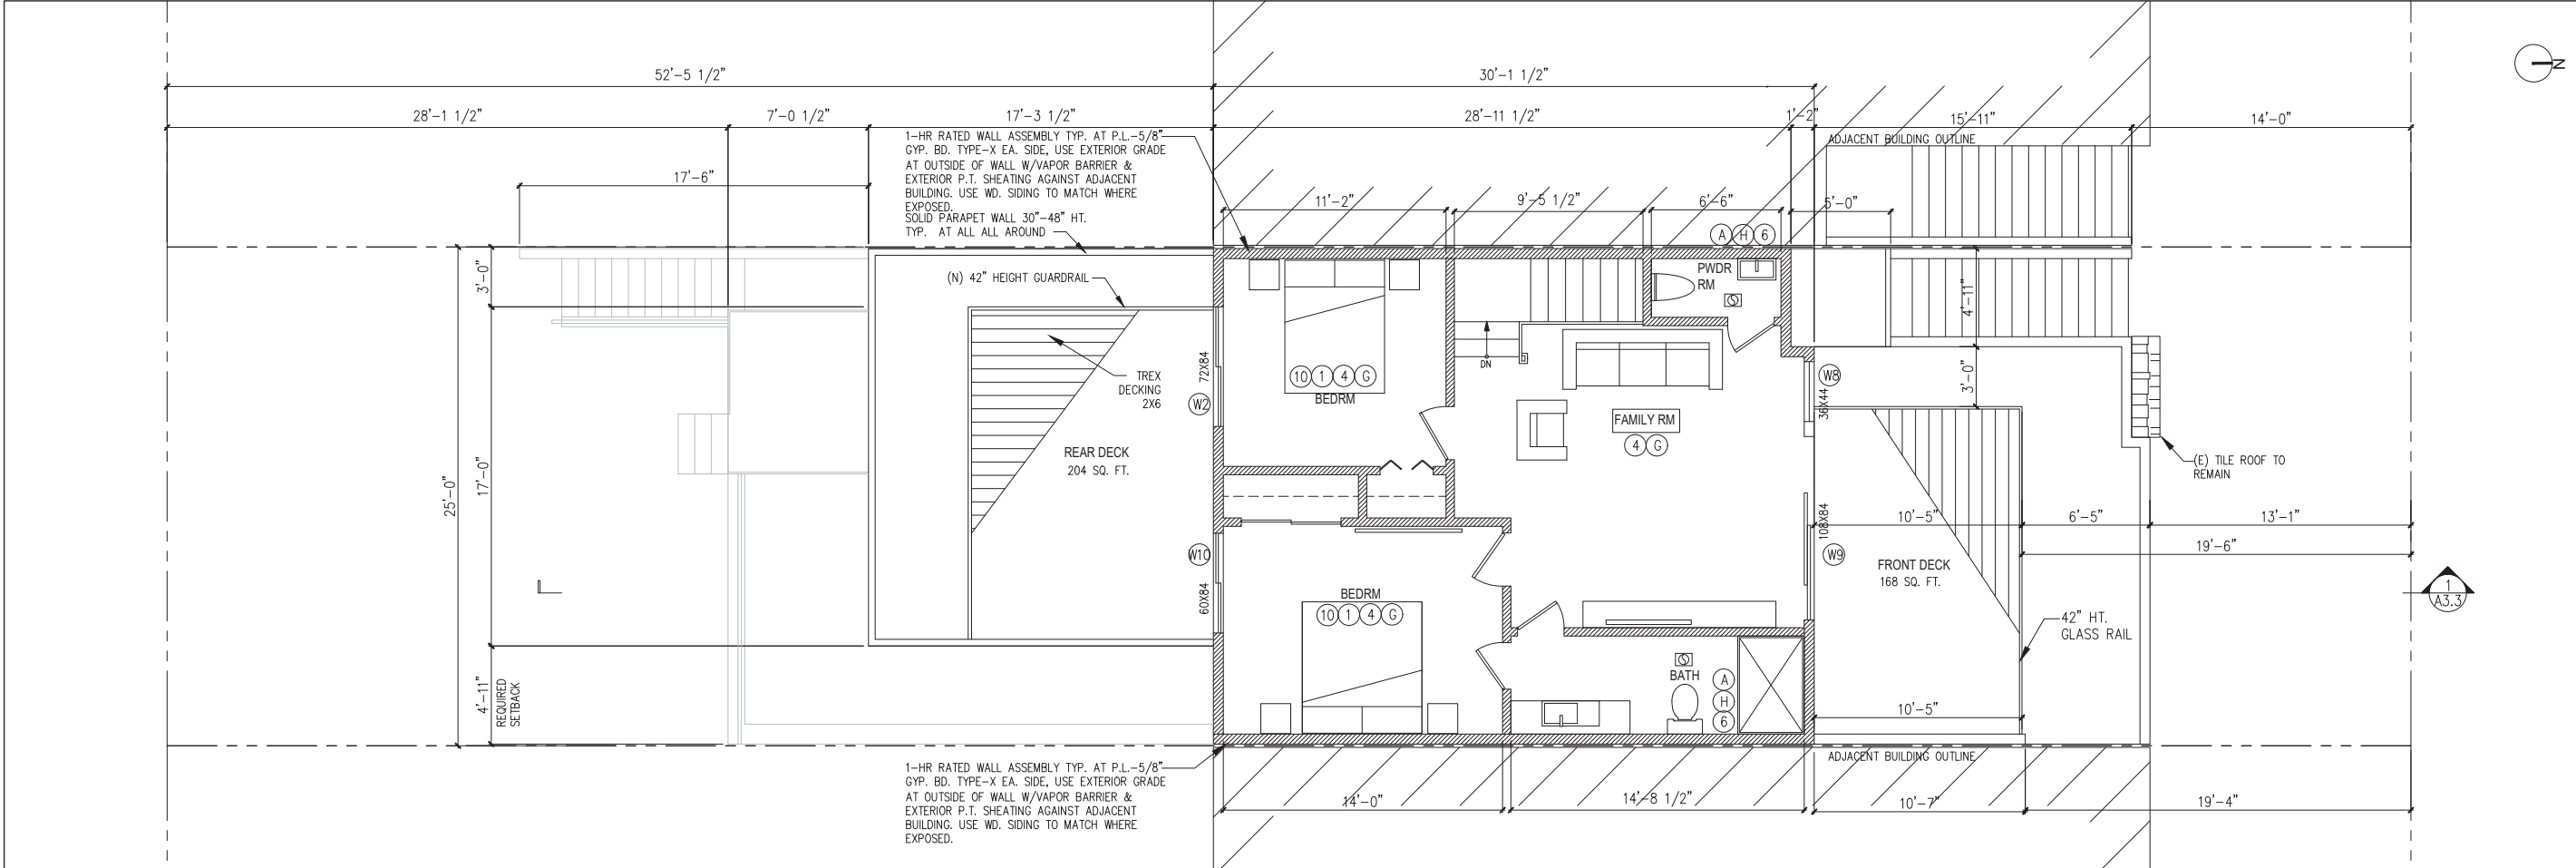 52'-5 1/2"
30'-1 1/2"
28'-1 1/2"
7'-0 1/2"
17'-3 1/2"
28'-11 1/2"
1'-2"
15'-11"
14'-0"
N
1-HR RATED WALL ASSEMBLY TYP. AT P.L.-5/8"
GYP. BD. TYPE-X EA. SIDE, USE EXTERIOR GRADE
AT OUTSIDE OF WALL W/VAPOR BARRIER &
EXTERIOR P.T. SHEATING AGAINST ADJACENT
BUILDING. USE WD. SIDING TO MATCH WHERE
EXPOSED.
SOLID PARAPET WALL 30"-48" HT.
TYP. AT ALL ALL AROUND
ADJACENT BUILDING OUTLINE
17'-6"
11'-2"
9'-5 1/2"
6'-6"
5'-0"
A H 6
(N) 42" HEIGHT GUARDRAIL
PWDR
RM
3'-0"
4'-11"
DN
TREX
DECKING
2X6
72X84
W2
10 1 4 G
BEDRM
W8
36X44
3'-0"
FAMILY RM
4 G
REAR DECK
204 SQ. FT.
(E) TILE ROOF TO
REMAIN
25'-0"
17'-0"
108X84
10'-5"
6'-5"
13'-1"
19'-6"
W10
W9
60X84
FRONT DECK
168 SQ. FT.
BEDRM
10 1 4 G
1
A3.3
42" HT.
GLASS RAIL
BATH
A
H
6
4'-11"
REQUIRED
SETBACK
10'-5"
ADJACENT BUILDING OUTLINE
1-HR RATED WALL ASSEMBLY TYP. AT P.L.-5/8"
GYP. BD. TYPE-X EA. SIDE, USE EXTERIOR GRADE
AT OUTSIDE OF WALL W/VAPOR BARRIER &
EXTERIOR P.T. SHEATING AGAINST ADJACENT
BUILDING. USE WD. SIDING TO MATCH WHERE
EXPOSED.
14'-0"
14'-8 1/2"
10'-7"
19'-4"